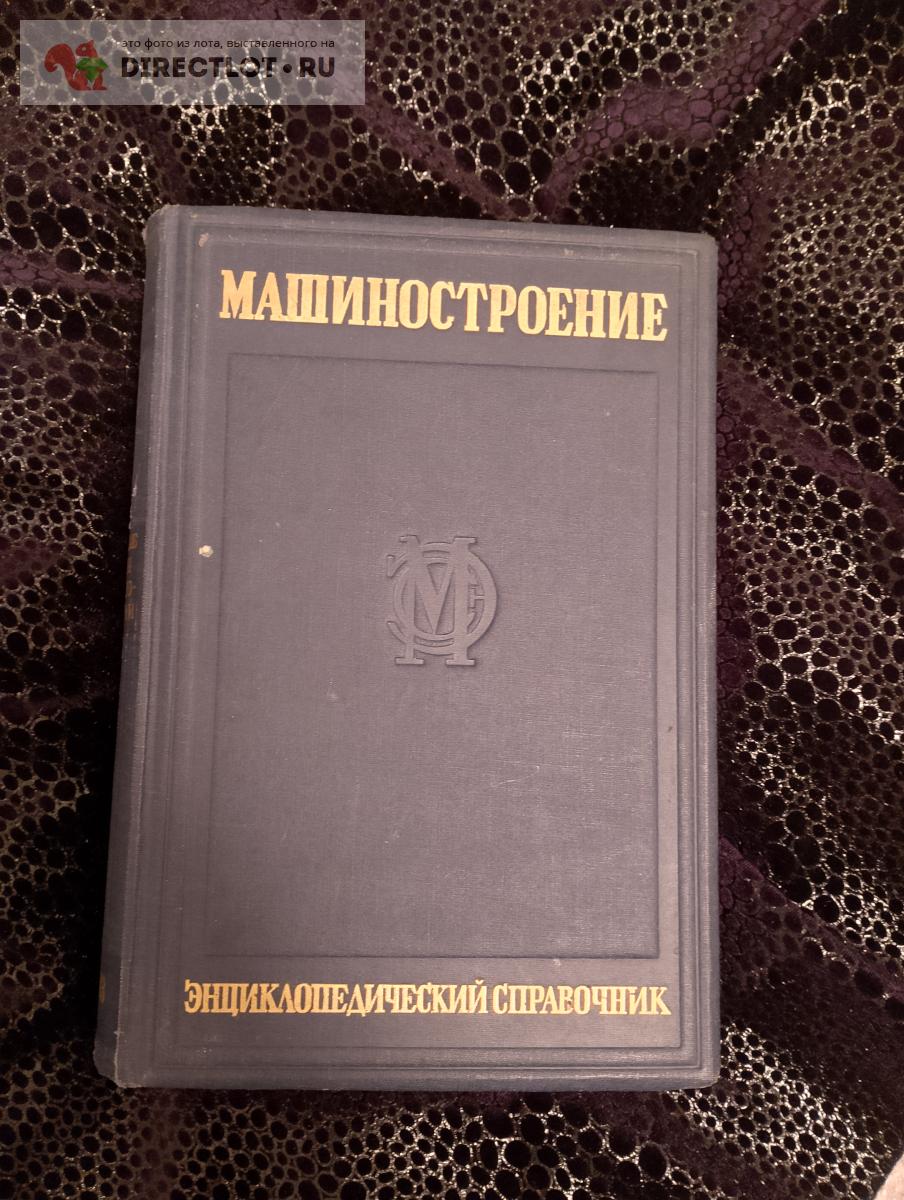 это фото из лота, выставленного на
DIRECTLOT.RU
МАШИНОСТРОЕНИЕ
ЭНЦИКЛОПЕДИЧЕСКИЙ СПРАВОЧНИК